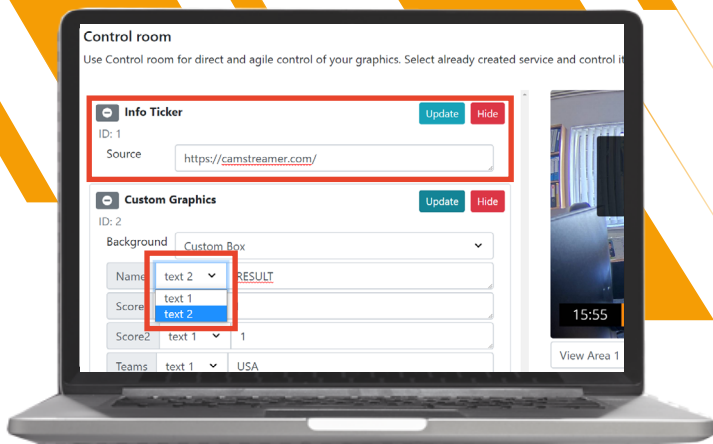 Control room
Use Control room for direct and agile control of your graphics. Select already created service and control it
Info Ticker
Update
Hide
ID: 1
Source
https://camstreamer.com/
Custom Graphics
Update
Hide
ID: 2
Background
Custom Box
Name
text 2
RESULT
text 1
text 2
Score
Score2
text 1
1
Teams
text 1
USA
15:55
View Area 1